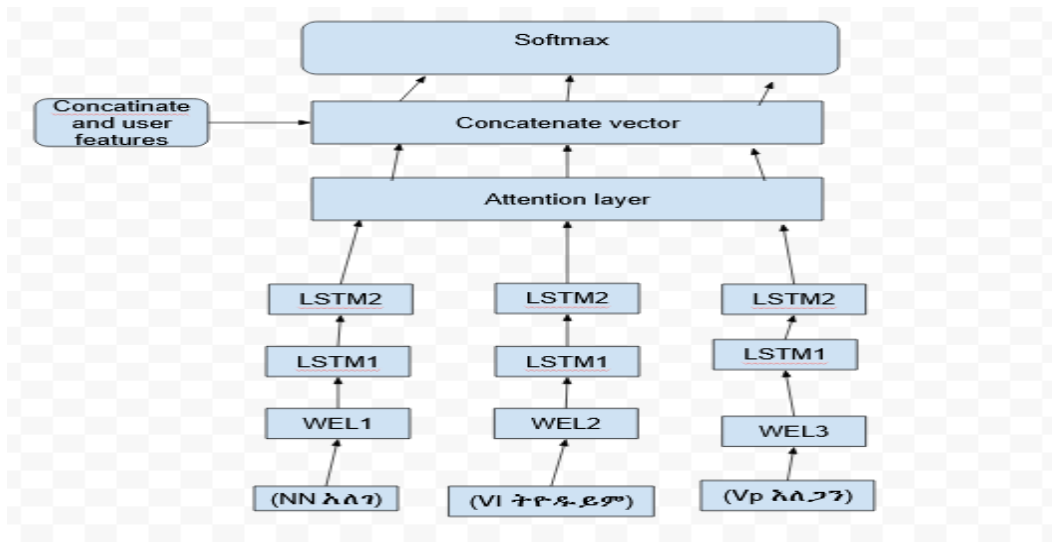 Softmax
Concatinate
and user
features
Concatenate vector
Attention layer
LSTM2 LSTM2 LSTM2
LSTM1 LSTM1 LSTM1
WEL1 WEL2 WEL3
(NN አለገ) (VI ትዮዱይም) (Vp እለጋን)